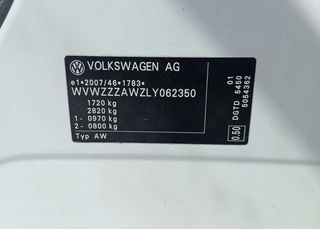 VOLKSWAGEN AG
e1*2007/46*1783*
WVWZZZAWZLY062350
1720 kg
2820 kg
1- 0970 kg
2- 0800 kg
Typ AW
0.50
DGTD 5450
5054362
01